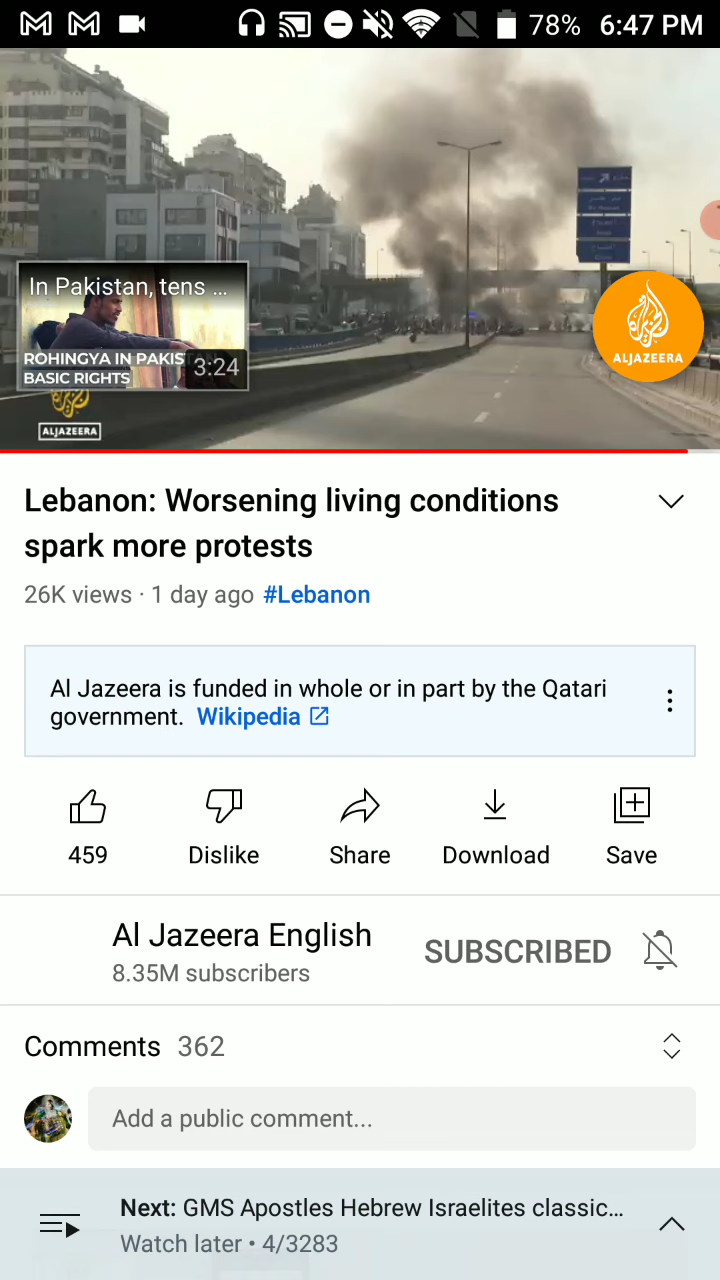 78% 6:47 PM
In Pakistan, tens ...
ROHINGYA IN PAKIS
BASIC RIGHTS
3:24
ALJAZEERA
ALJAZEERA
Lebanon: Worsening living conditions
spark more protests
26K views · 1 day ago #Lebanon
Al Jazeera is funded in whole or in part by the Qatari
government. Wikipedia
459
Dislike
Share
Download
Save
Al Jazeera English
8.35M subscribers
SUBSCRIBED
Comments 362
Add a public comment...
Next: GMS Apostles Hebrew Israelites classic...
Watch later • 4/3283